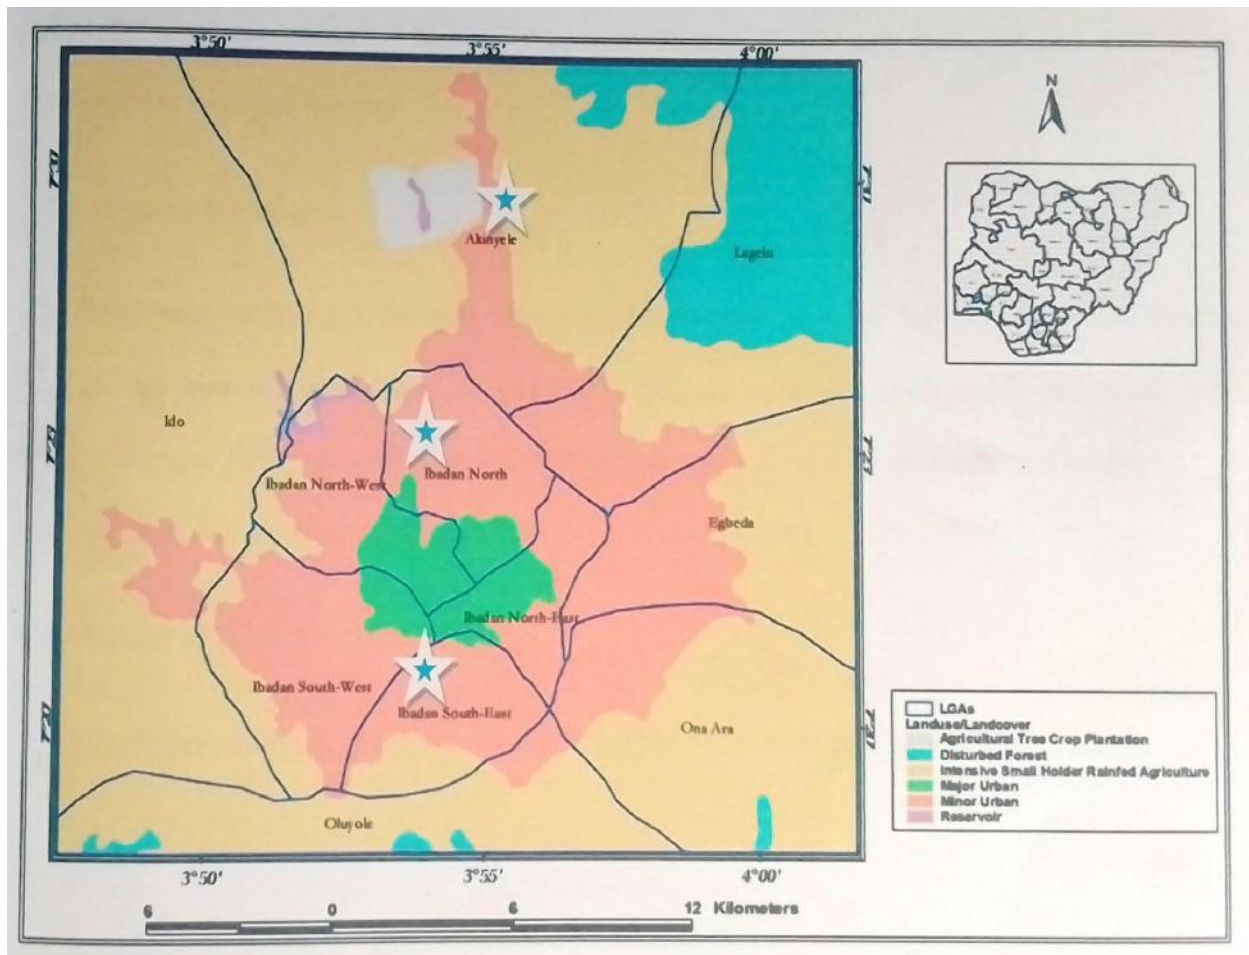 3°50'
3°55'
4°00'
N
Akinyele
Lagelu
Ido
Ibadan North
Ibadan North-West
Egbeda
Ibadan North-East
Ibadan South-West
Ibadan South-East
Ona Ara
Oluyole
3°50'
3°55'
4°00'
6 0 6 12 Kilometers
LGAs
Landuse/Landcover
Agricultural Tree Crop Plantation
Disturbed Forest
Intensive Small Holder Rainfed Agriculture
Major Urban
Minor Urban
Reservoir